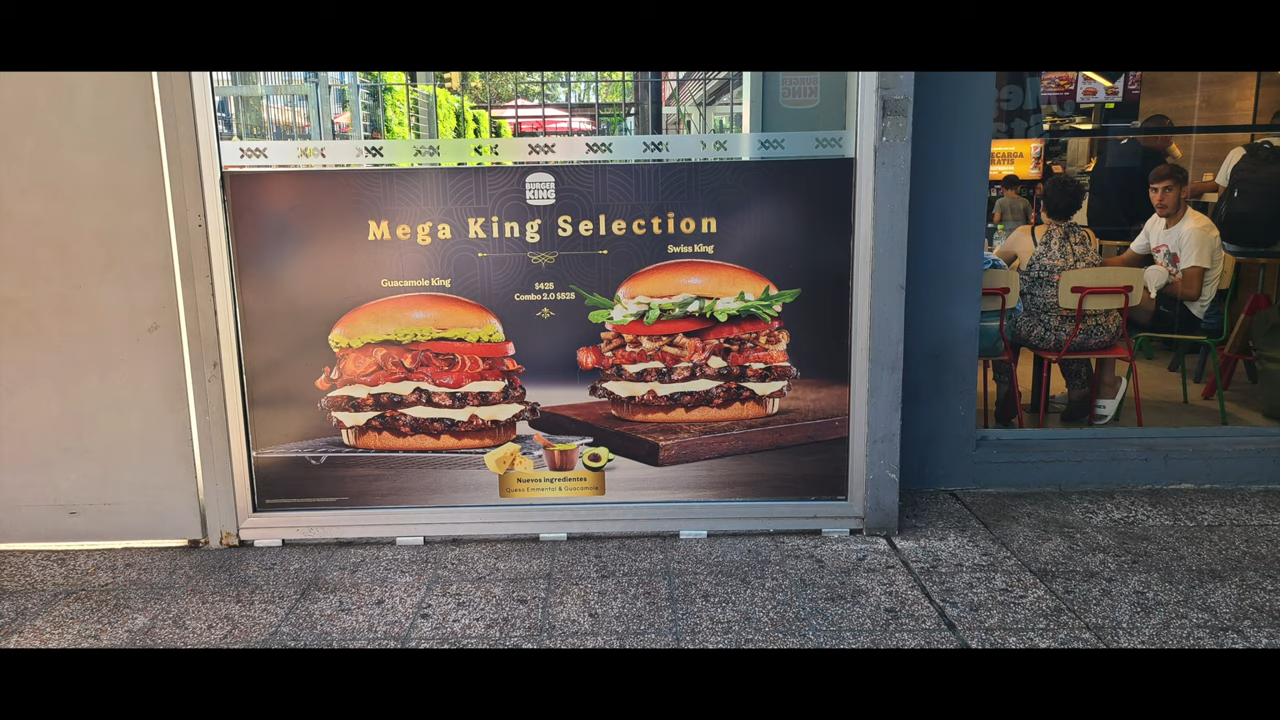 BURGER
KING
BURGER
KING
Mega King Selection
Swiss King
Guacamole King
$425
Combo 2.0 $525
Nuevos ingredientes
Queso Emmental & Guacamole
RECARGA
GRATIS